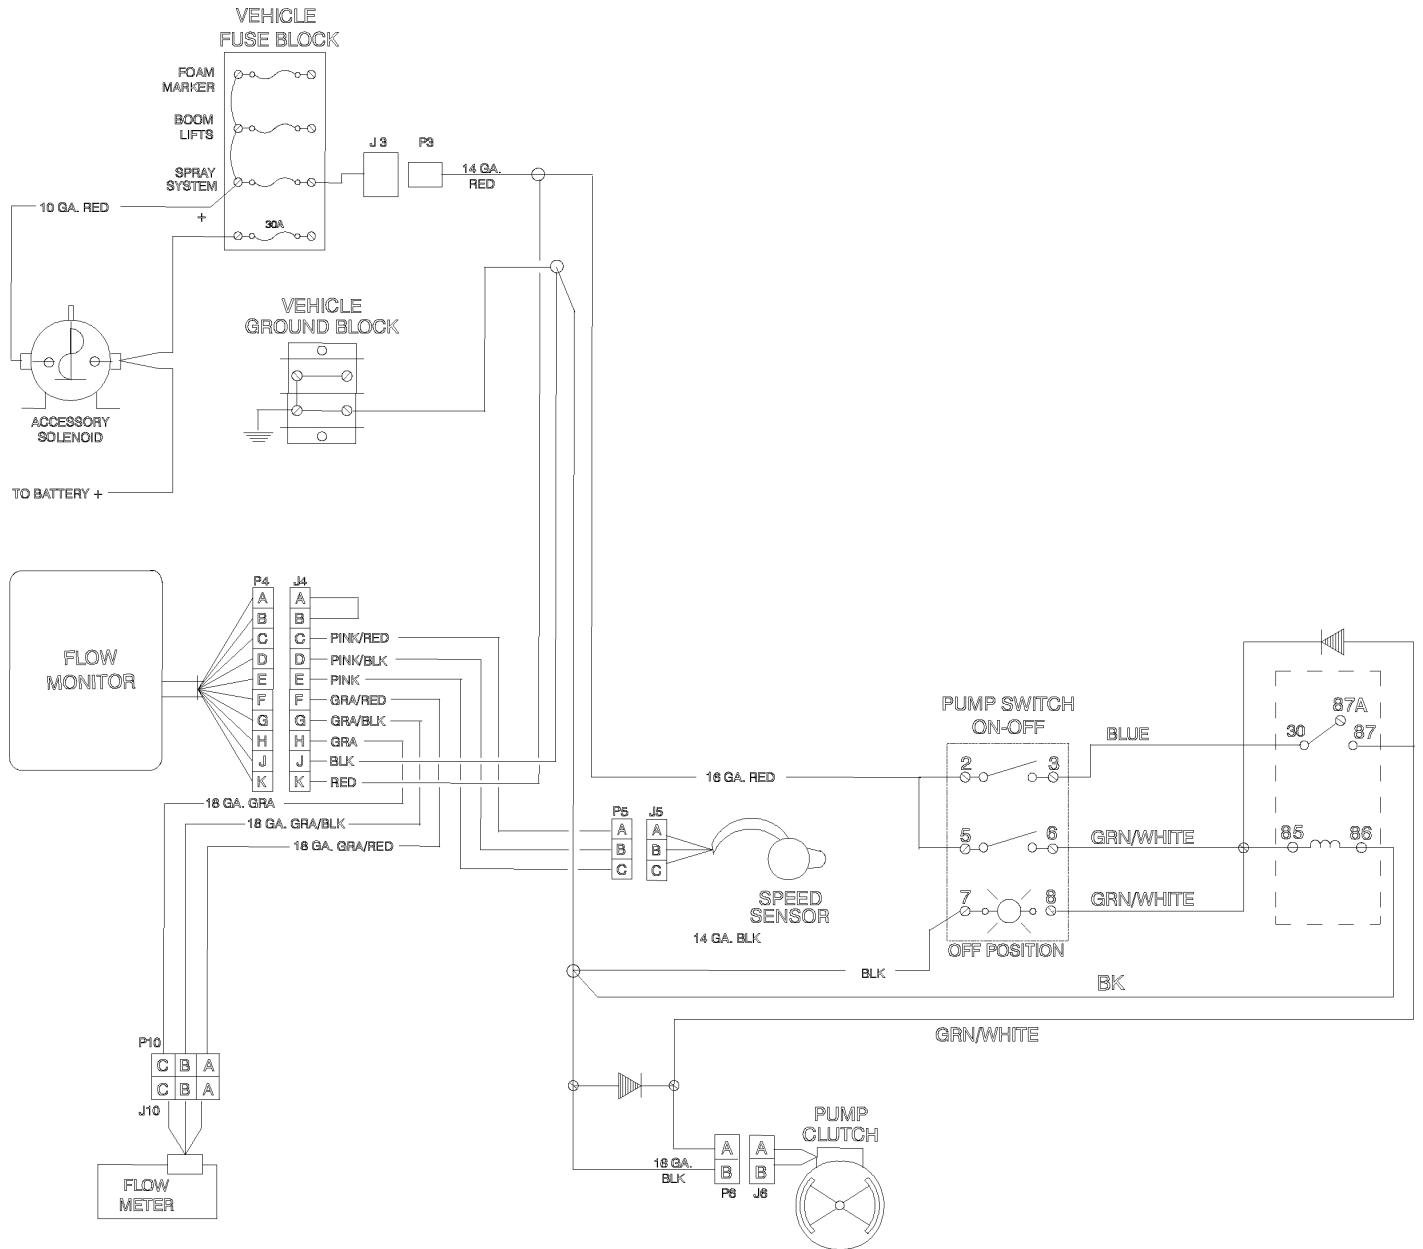 VEHICLE
FUSE BLOCK
FOAM
MARKER
BOOM
LIFTS
J 3
P3
SPRAY
SYSTEM
14 GA.
RED
10 GA. RED
+
30A
VEHICLE
GROUND BLOCK
ACCESSORY
SOLENOID
TO BATTERY +
P4
J4
A
A
B
B
C
C
PINK/RED
D
D
PINK/BLK
E
E
PINK
F
F
GRA/RED
G
G
GRA/BLK
H
H
GRA
J
J
BLK
K
K
RED
FLOW
MONITOR
18 GA. GRA
18 GA. GRA/BLK
18 GA. GRA/RED
16 GA. RED
P5
J5
A
A
B
B
C
C
SPEED
SENSOR
14 GA. BLK
PUMP SWITCH
ON-OFF
2
3
BLUE
5
6
GRN/WHITE
7
8
GRN/WHITE
OFF POSITION
87A
30
87
85
86
BLK
BK
GRN/WHITE
P10
C
B
A
C
B
A
J10
FLOW
METER
PUMP
CLUTCH
A
A
B
B
18 GA.
BLK
P6
J6